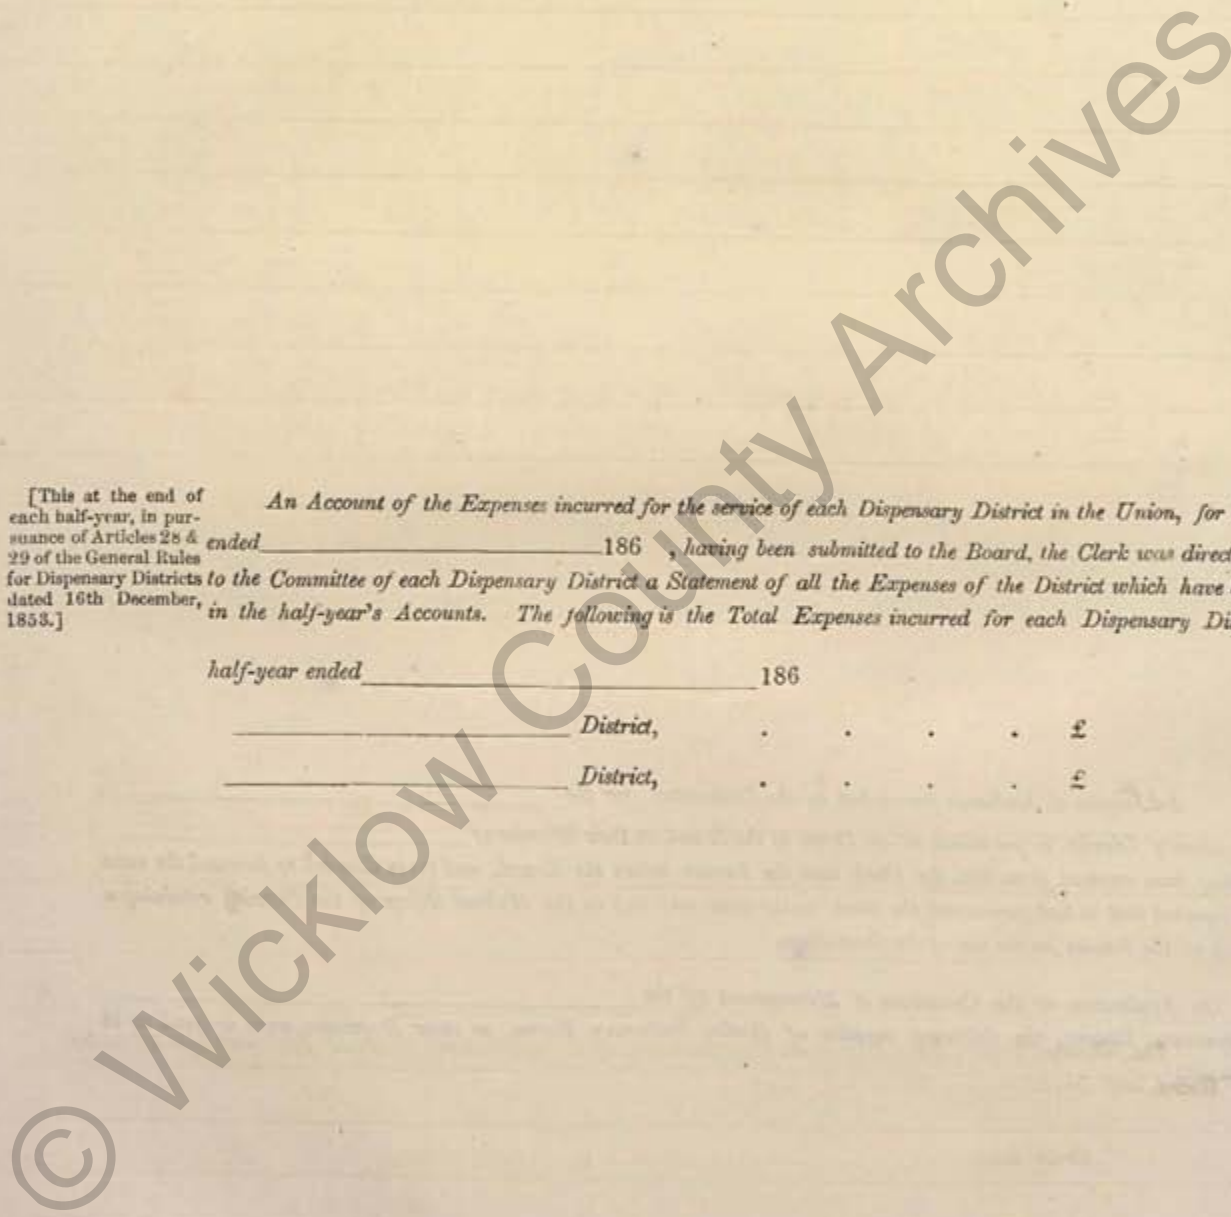 [This at the end of
each half-year, in pur-
suance of Articles 28 &
29 of the General Rules
for Dispensary Districts
dated 16th December,
1853.]
An Account of the Expenses incurred for the service of each Dispensary District in the Union, for
ended 186 , having been submitted to the Board, the Clerk was direct
to the Committee of each Dispensary District a Statement of all the Expenses of the District which have
in the half-year's Accounts. The following is the Total Expenses incurred for each Dispensary Di
half-year ended 186
District, . . . . £
District, . . . . £
© Wicklow County Archives